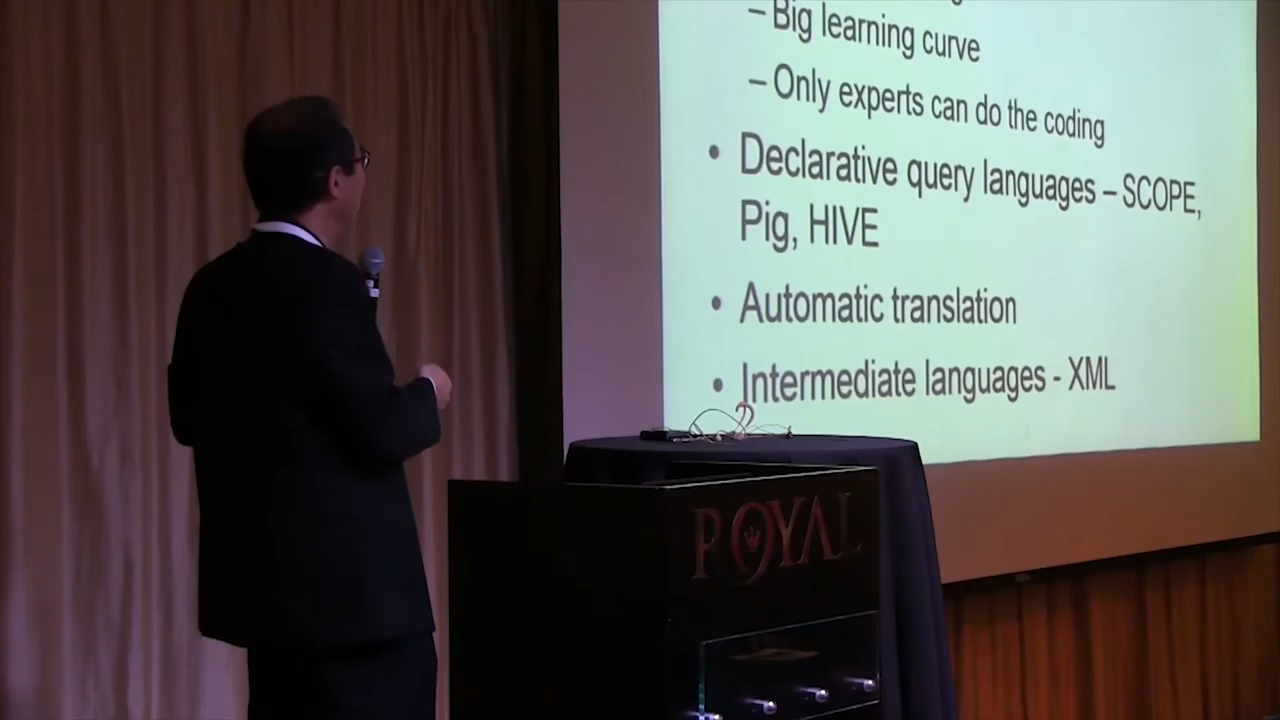 – Big learning curve
– Only experts can do the coding
• Declarative query languages – SCOPE,
Pig, HIVE
• Automatic translation
• Intermediate languages - XML
ROYAL